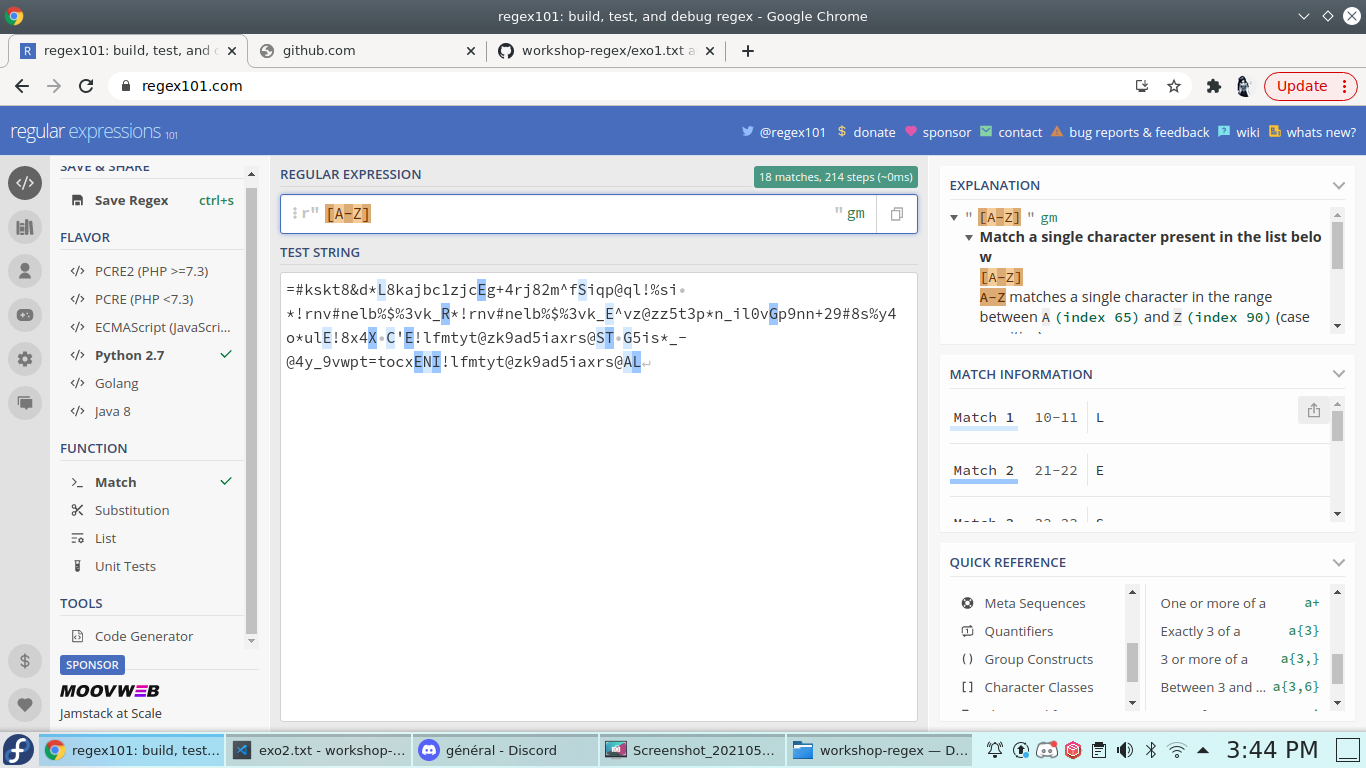 regex101: build, test, and debug regex - Google Chrome
regex101: build, test, and
github.com
workshop-regex/exo1.txt a
regex101.com
Update
regular expressions 101
@regex101
$ donate
sponsor
contact
bug reports & feedback
wiki
whats new?
SAVE & SHARE
Save Regex ctrl+s
FLAVOR
PCRE2 (PHP >=7.3)
PCRE (PHP <7.3)
ECMAScript (JavaScri...
Python 2.7
Golang
Java 8
FUNCTION
Match
Substitution
List
Unit Tests
TOOLS
Code Generator
SPONSOR
MOOVWEB
Jamstack at Scale
REGULAR EXPRESSION
18 matches, 214 steps (~0ms)
r" [A-Z] " gm
TEST STRING
=#kskt8&d*L8kajbc1zjcEg+4rj82m^fSiqp@ql!%si·
*!rnv#nelb%$%3vk_R*!rnv#nelb%$%3vk_E^vz@zz5t3p*n_il0vGp9nn+29#8s%y4
o*ulE!8x4X·C'E!lfmtyt@zk9ad5iaxrs@ST·G5is*_-
@4y_9vwpt=tocxENI!lfmtyt@zk9ad5iaxrs@AL↵
EXPLANATION
" [A-Z] " gm
Match a single character present in the list belo
w
[A-Z]
A-Z matches a single character in the range
between A (index 65) and Z (index 90) (case
MATCH INFORMATION
Match 1 10-11 L
Match 2 21-22 E
QUICK REFERENCE
Meta Sequences
Quantifiers
Group Constructs
Character Classes
One or more of a a+
Exactly 3 of a a{3}
3 or more of a a{3,}
Between 3 and ... a{3,6}
regex101: build, test...
exo2.txt - workshop-...
général - Discord
Screenshot_202105...
workshop-regex — D...
3:44 PM